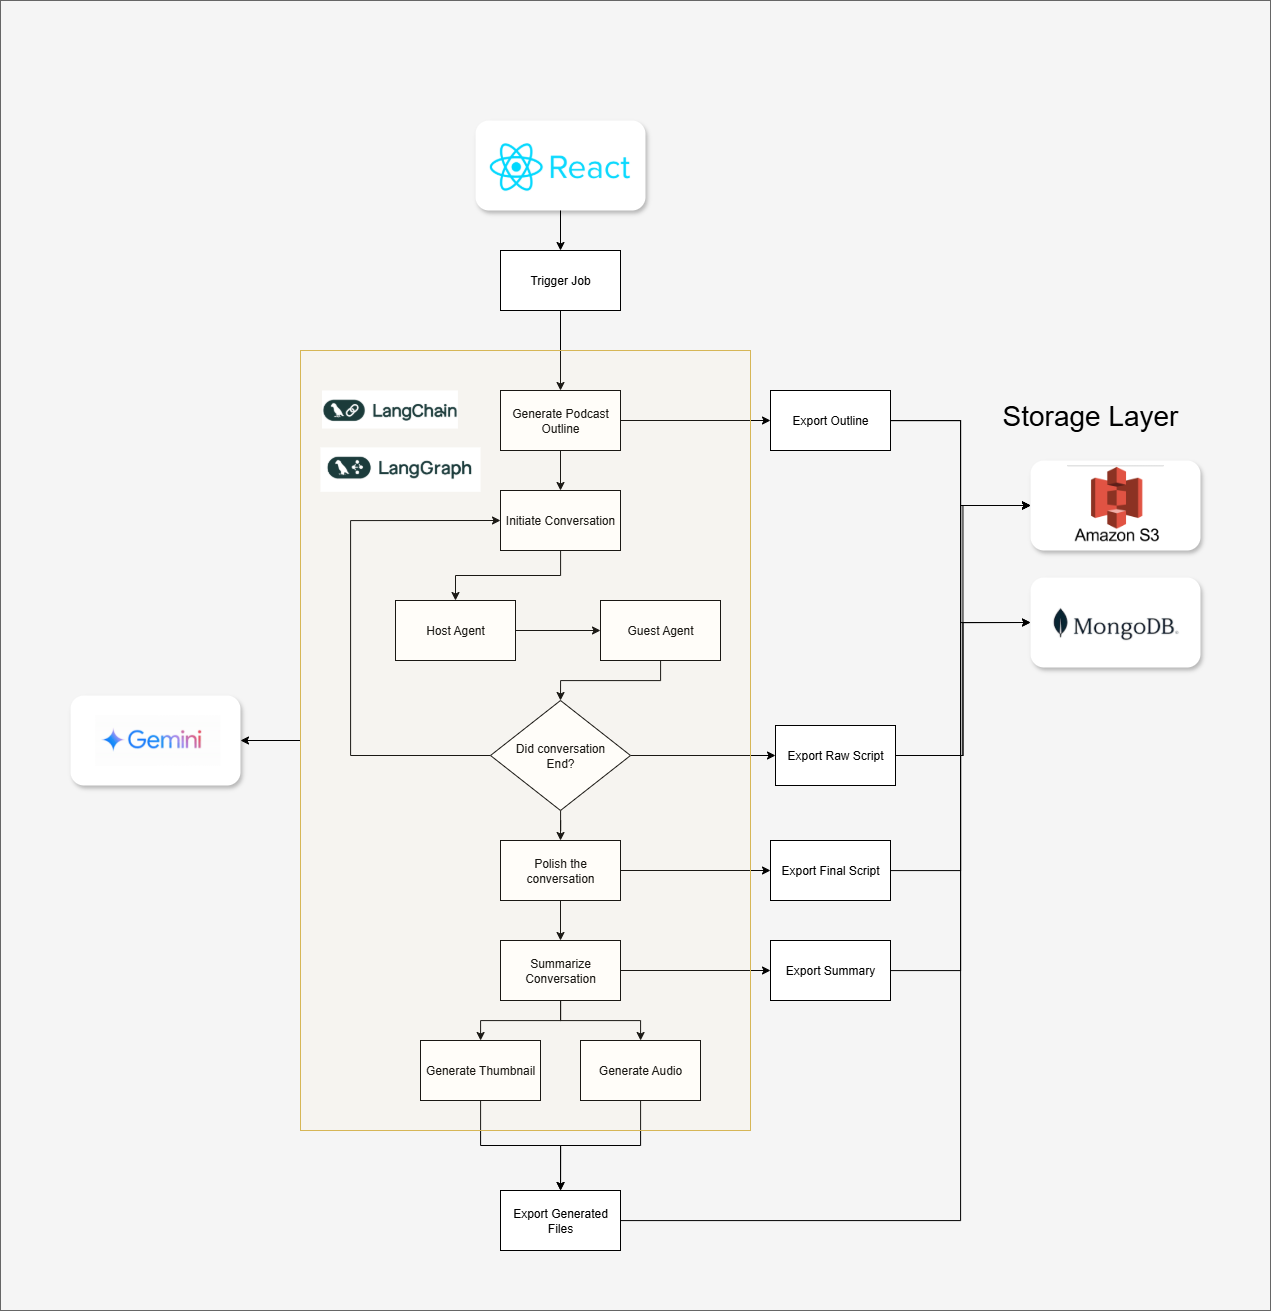 React
Trigger Job
LangChain
LangGraph
Generate Podcast
Outline
Export Outline
Storage Layer
Amazon S3
Initiate Conversation
Host Agent
Guest Agent
MongoDB.
Gemini
Did conversation
End?
Export Raw Script
Polish the
conversation
Export Final Script
Summarize
Conversation
Export Summary
Generate Thumbnail
Generate Audio
Export Generated
Files